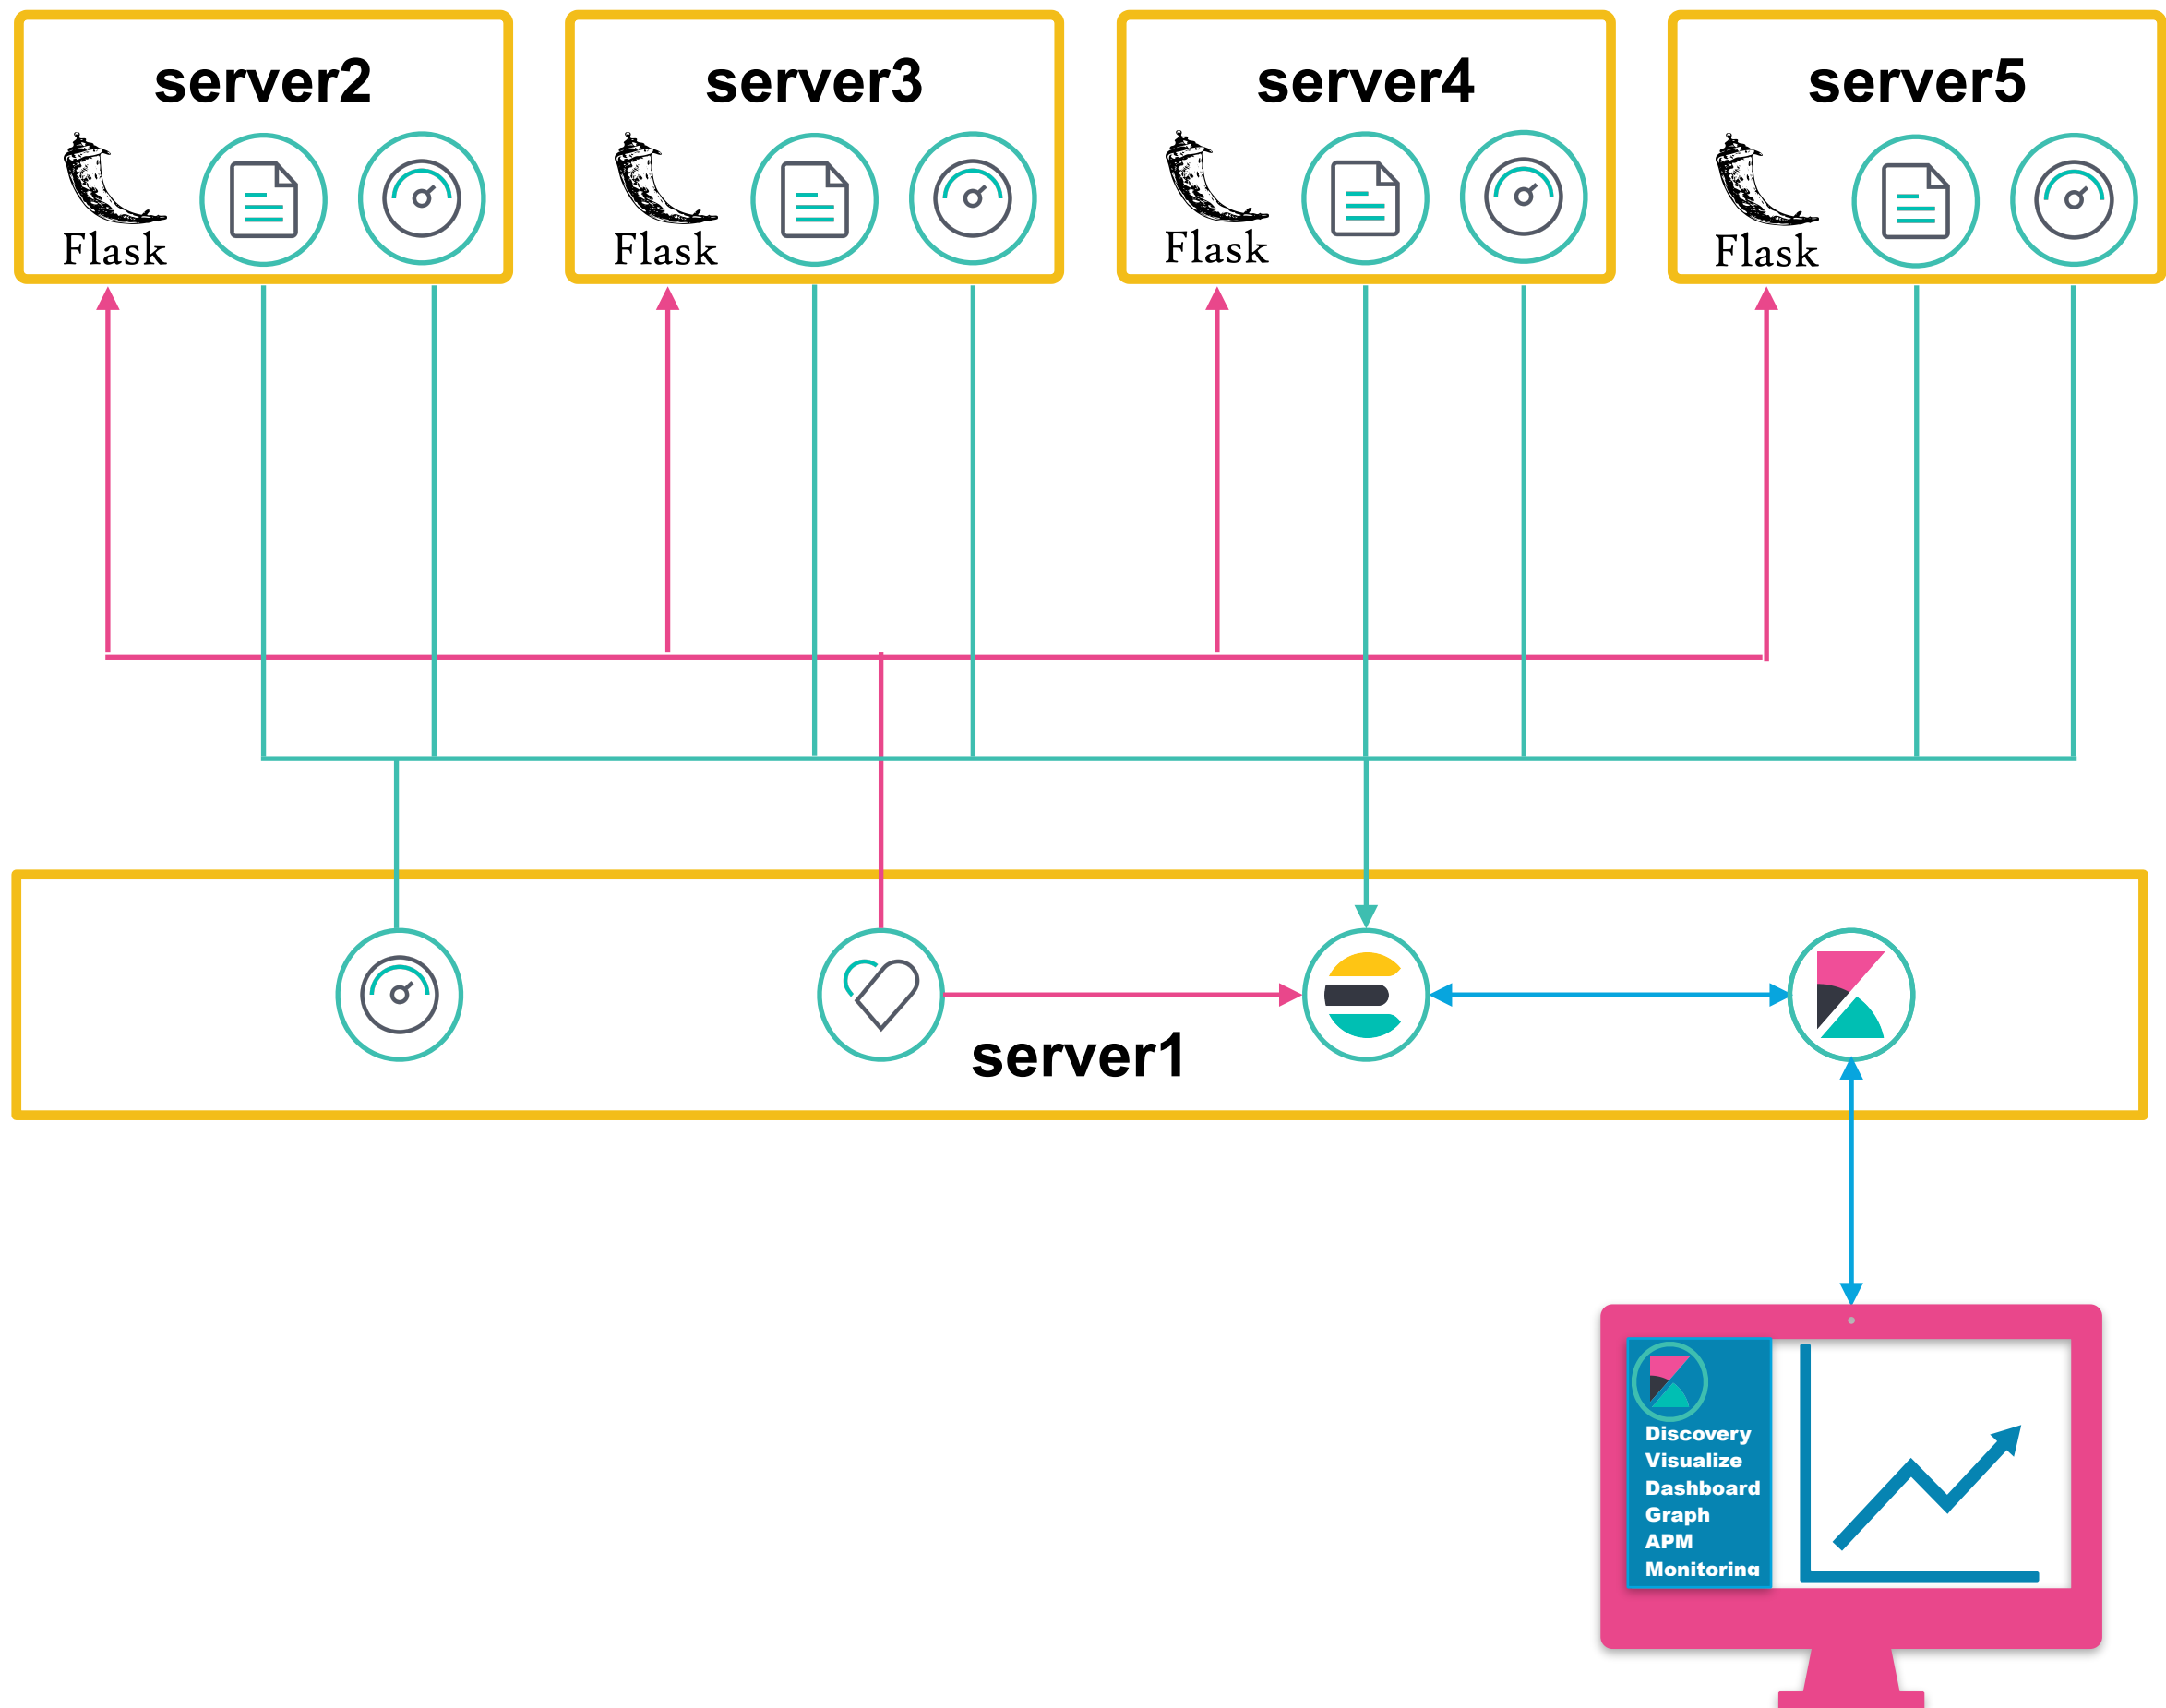 server2
server3
server4
server5
Flask
Flask
Flask
Flask
server1
Discovery
Visualize
Dashboard
Graph
APM
Monitoring